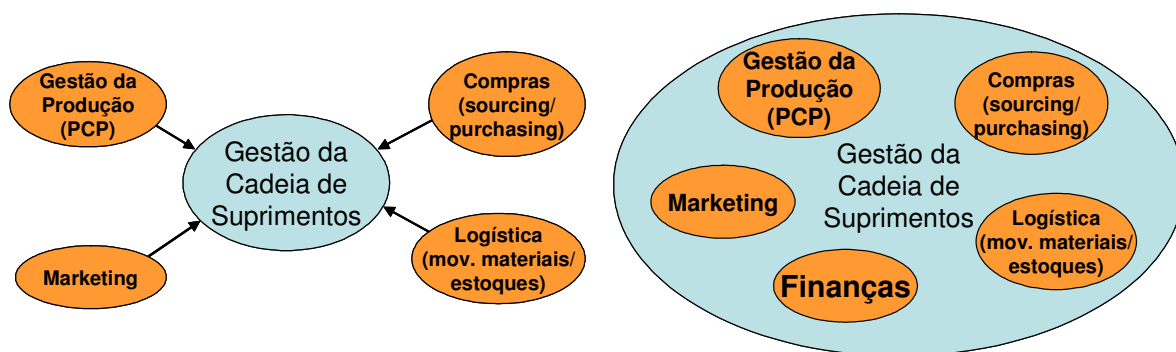 Gestão da
Produção
(PCP)
Compras
(sourcing/
purchasing)
Gestão da
Cadeia de
Suprimentos
Marketing
Logística
(mov. materiais/
estoques)
Gestão da
Produção
(PCP)
Compras
(sourcing/
purchasing)
Gestão da
Cadeia de
Suprimentos
Marketing
Logística
(mov. materiais/
estoques)
Finanças